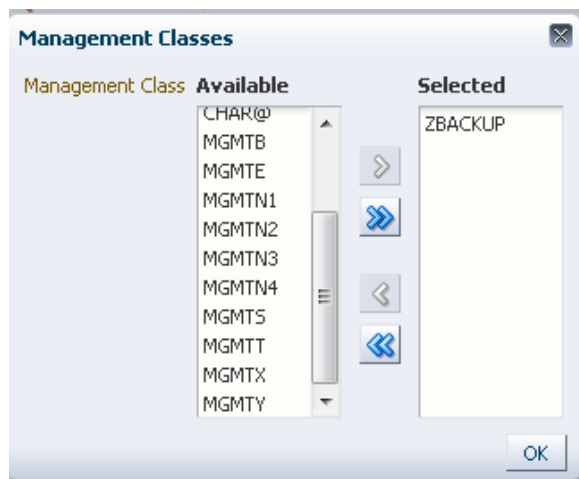 Management Classes
Management Class Available Selected
CHAR@
ZBACKUP
MGMTB
MGMTE
MGMTN1
MGMTN2
MGMTN3
MGMTN4
MGMTS
MGMTT
MGMTX
MGMTY
OK